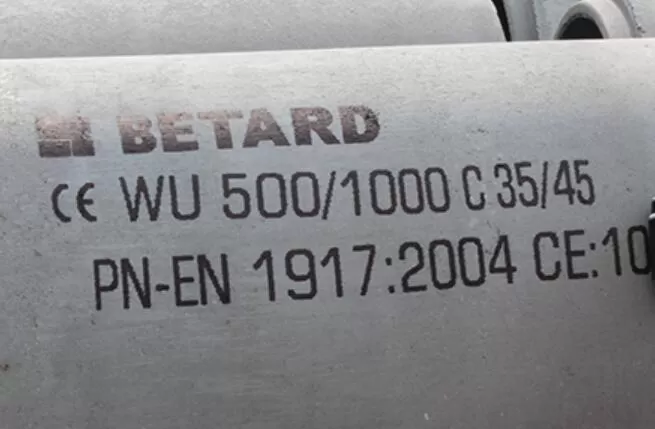 BETARD
CE WU 500/1000 C 35/45
PN-EN 1917:2004 CE:10